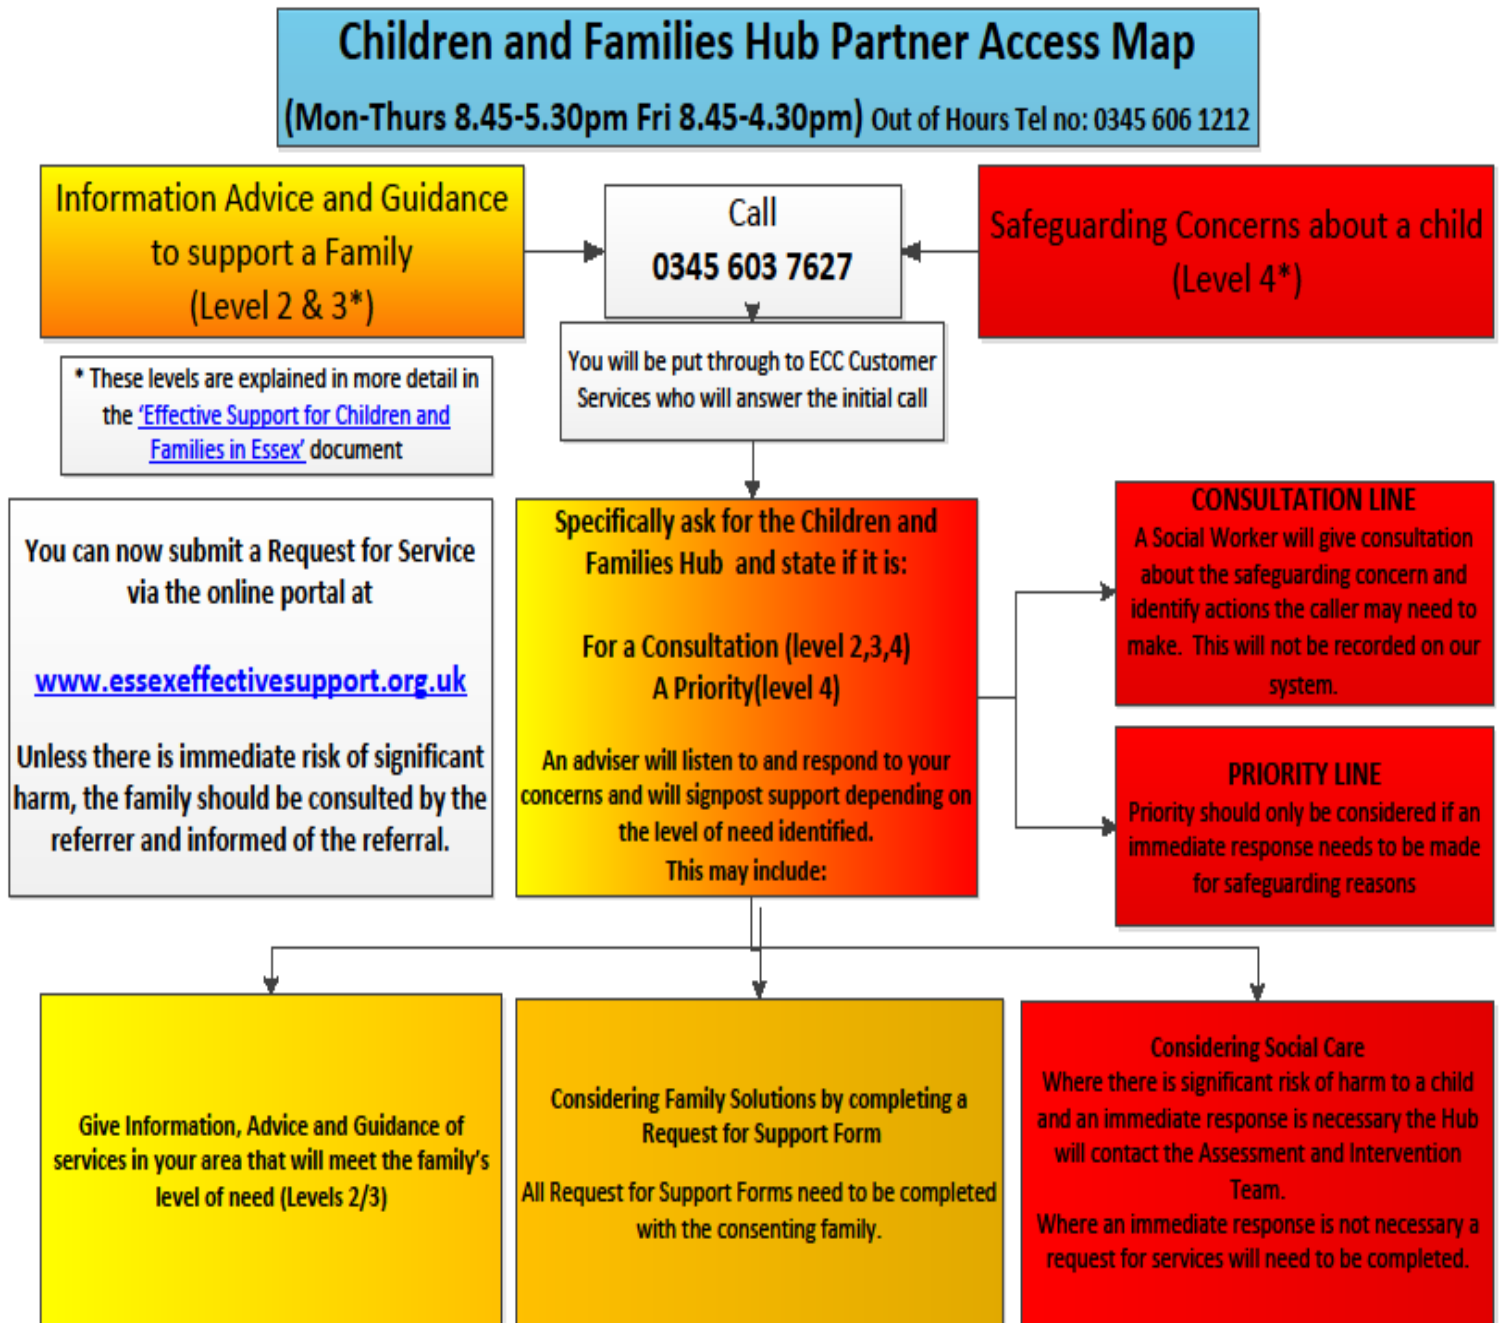 Children and Families Hub Partner Access Map
(Mon-Thurs 8.45-5.30pm Fri 8.45-4.30pm) Out of Hours Tel no: 0345 606 1212
Information Advice and Guidance
to support a Family
(Level 2 & 3*)
Call
0345 603 7627
Safeguarding Concerns about a child
(Level 4*)
* These levels are explained in more detail in
the ‘Effective Support for Children and
Families in Essex’ document
You will be put through to ECC Customer
Services who will answer the initial call
You can now submit a Request for Service
via the online portal at
www.essexeffectivesupport.org.uk
Unless there is immediate risk of significant
harm, the family should be consulted by the
referrer and informed of the referral.
Specifically ask for the Children and
Families Hub and state if it is:
For a Consultation (level 2,3,4)
A Priority(level 4)
An adviser will listen to and respond to your
concerns and will signpost support depending on
the level of need identified.
This may include:
CONSULTATION LINE
A Social Worker will give consultation
about the safeguarding concern and
identify actions the caller may need to
make. This will not be recorded on our
system.
PRIORITY LINE
Priority should only be considered if an
immediate response needs to be made
for safeguarding reasons
Give Information, Advice and Guidance of
services in your area that will meet the family’s
level of need (Levels 2/3)
Considering Family Solutions by completing a
Request for Support Form
All Request for Support Forms need to be completed
with the consenting family.
Considering Social Care
Where there is significant risk of harm to a child
and an immediate response is necessary the Hub
will contact the Assessment and Intervention
Team.
Where an immediate response is not necessary a
request for services will need to be completed.